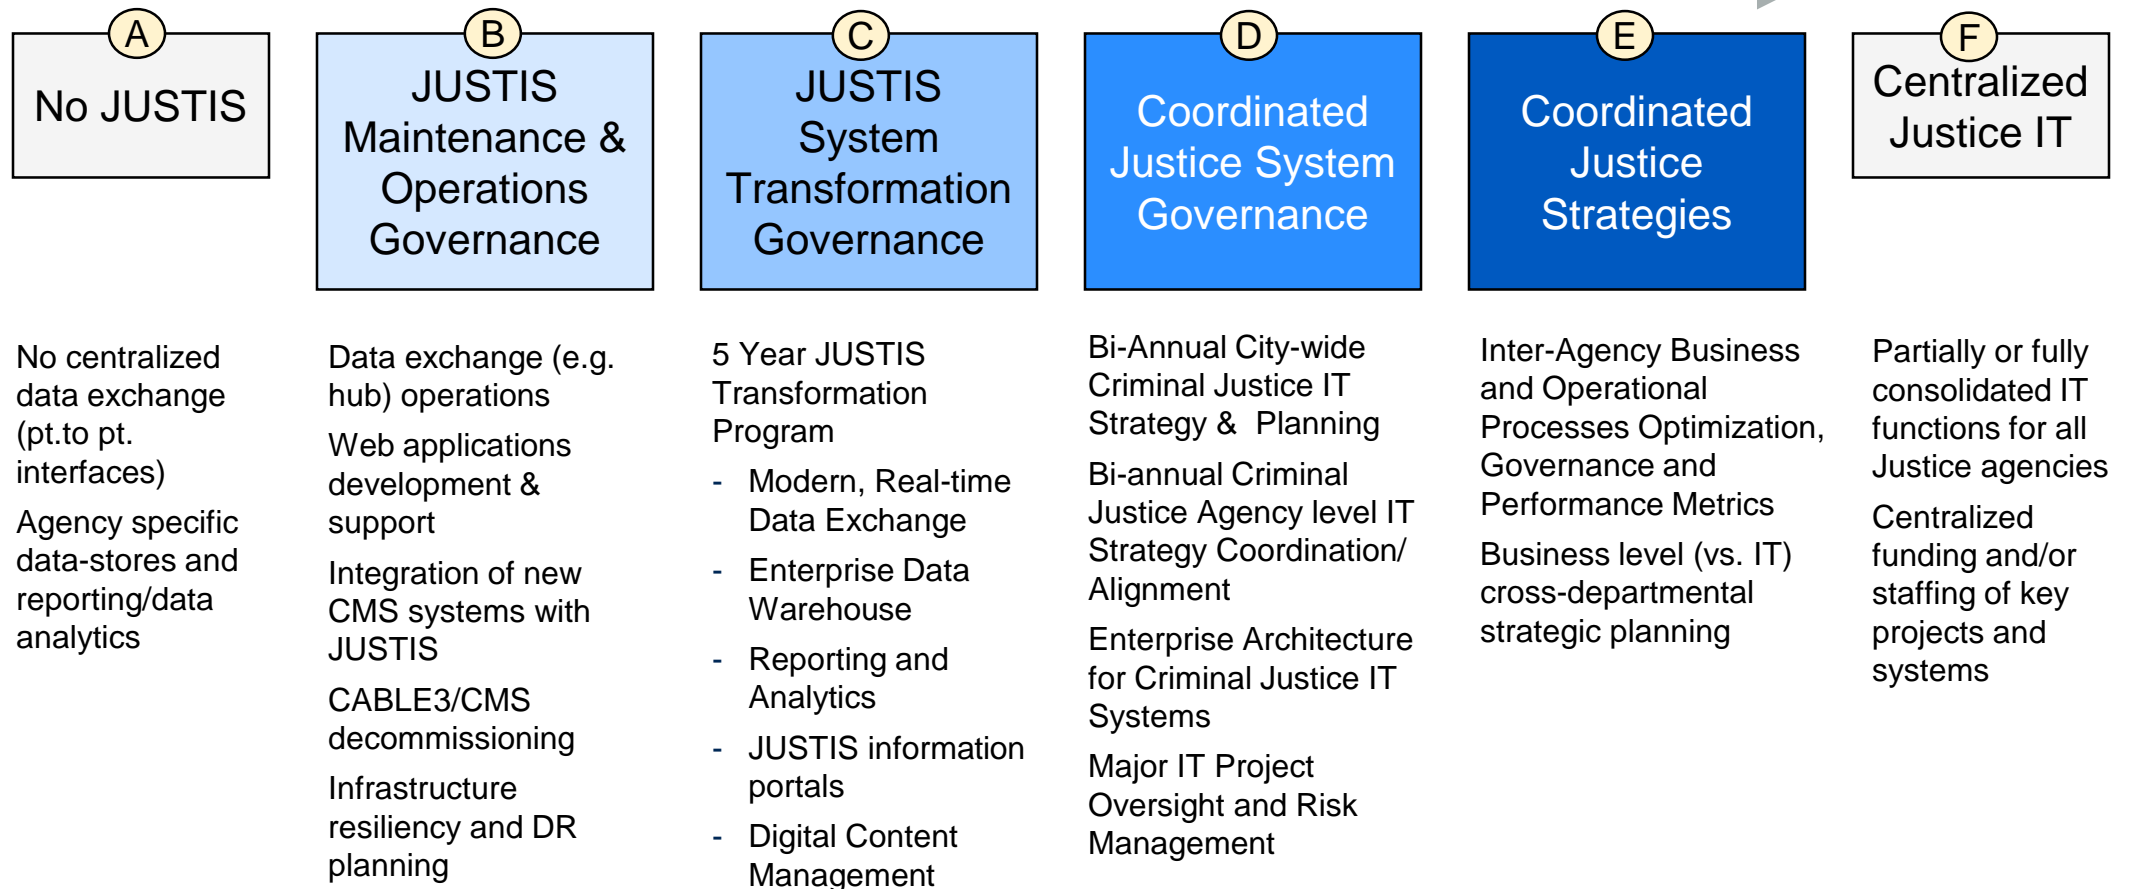 A
No JUSTIS
No centralized
data exchange
(pt.to pt.
interfaces)
Agency specific
data-stores and
reporting/data
analytics
B
JUSTIS
Maintenance &
Operations
Governance
Data exchange (e.g.
hub) operations
Web applications
development &
support
Integration of new
CMS systems with
JUSTIS
CABLE3/CMS
decommissioning
Infrastructure
resiliency and DR
planning
C
JUSTIS
System
Transformation
Governance
5 Year JUSTIS
Transformation
Program
- Modern, Real-time
Data Exchange
- Enterprise Data
Warehouse
- Reporting and
Analytics
- JUSTIS information
portals
- Digital Content
Management
D
Coordinated
Justice System
Governance
Bi-Annual City-wide
Criminal Justice IT
Strategy &  Planning
Bi-annual Criminal
Justice Agency level IT
Strategy Coordination/
Alignment
Enterprise Architecture
for Criminal Justice IT
Systems
Major IT Project
Oversight and Risk
Management
E
Coordinated
Justice
Strategies
Inter-Agency Business
and Operational
Processes Optimization,
Governance and
Performance Metrics
Business level (vs. IT)
cross-departmental
strategic planning
F
Centralized
Justice IT
Partially or fully
consolidated IT
functions for all
Justice agencies
Centralized
funding and/or
staffing of key
projects and
systems